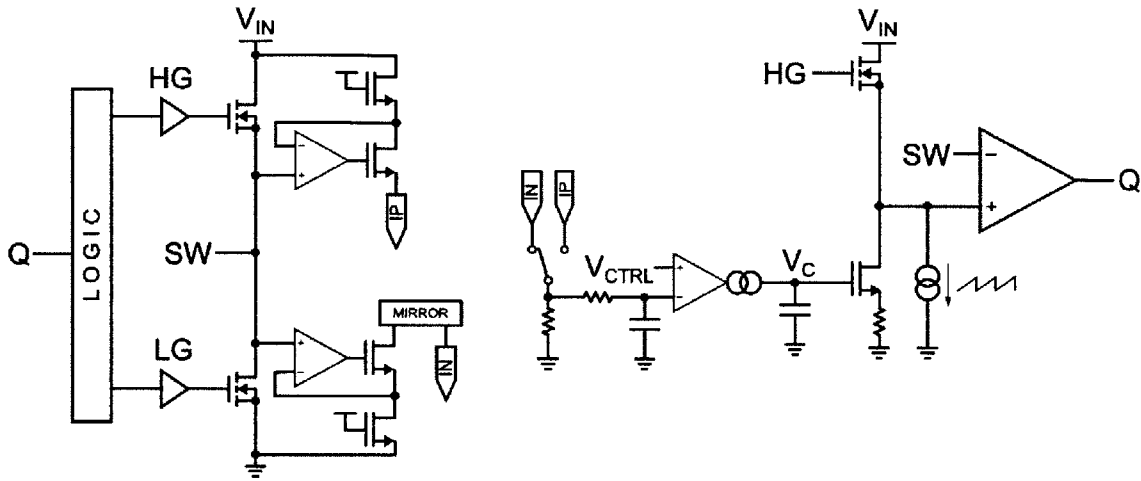 V_IN
HG
IP
Q
LOGIC
SW
MIRROR
IN
LG
V_IN
HG
SW
Q
IN
IP
V_CTRL
V_C